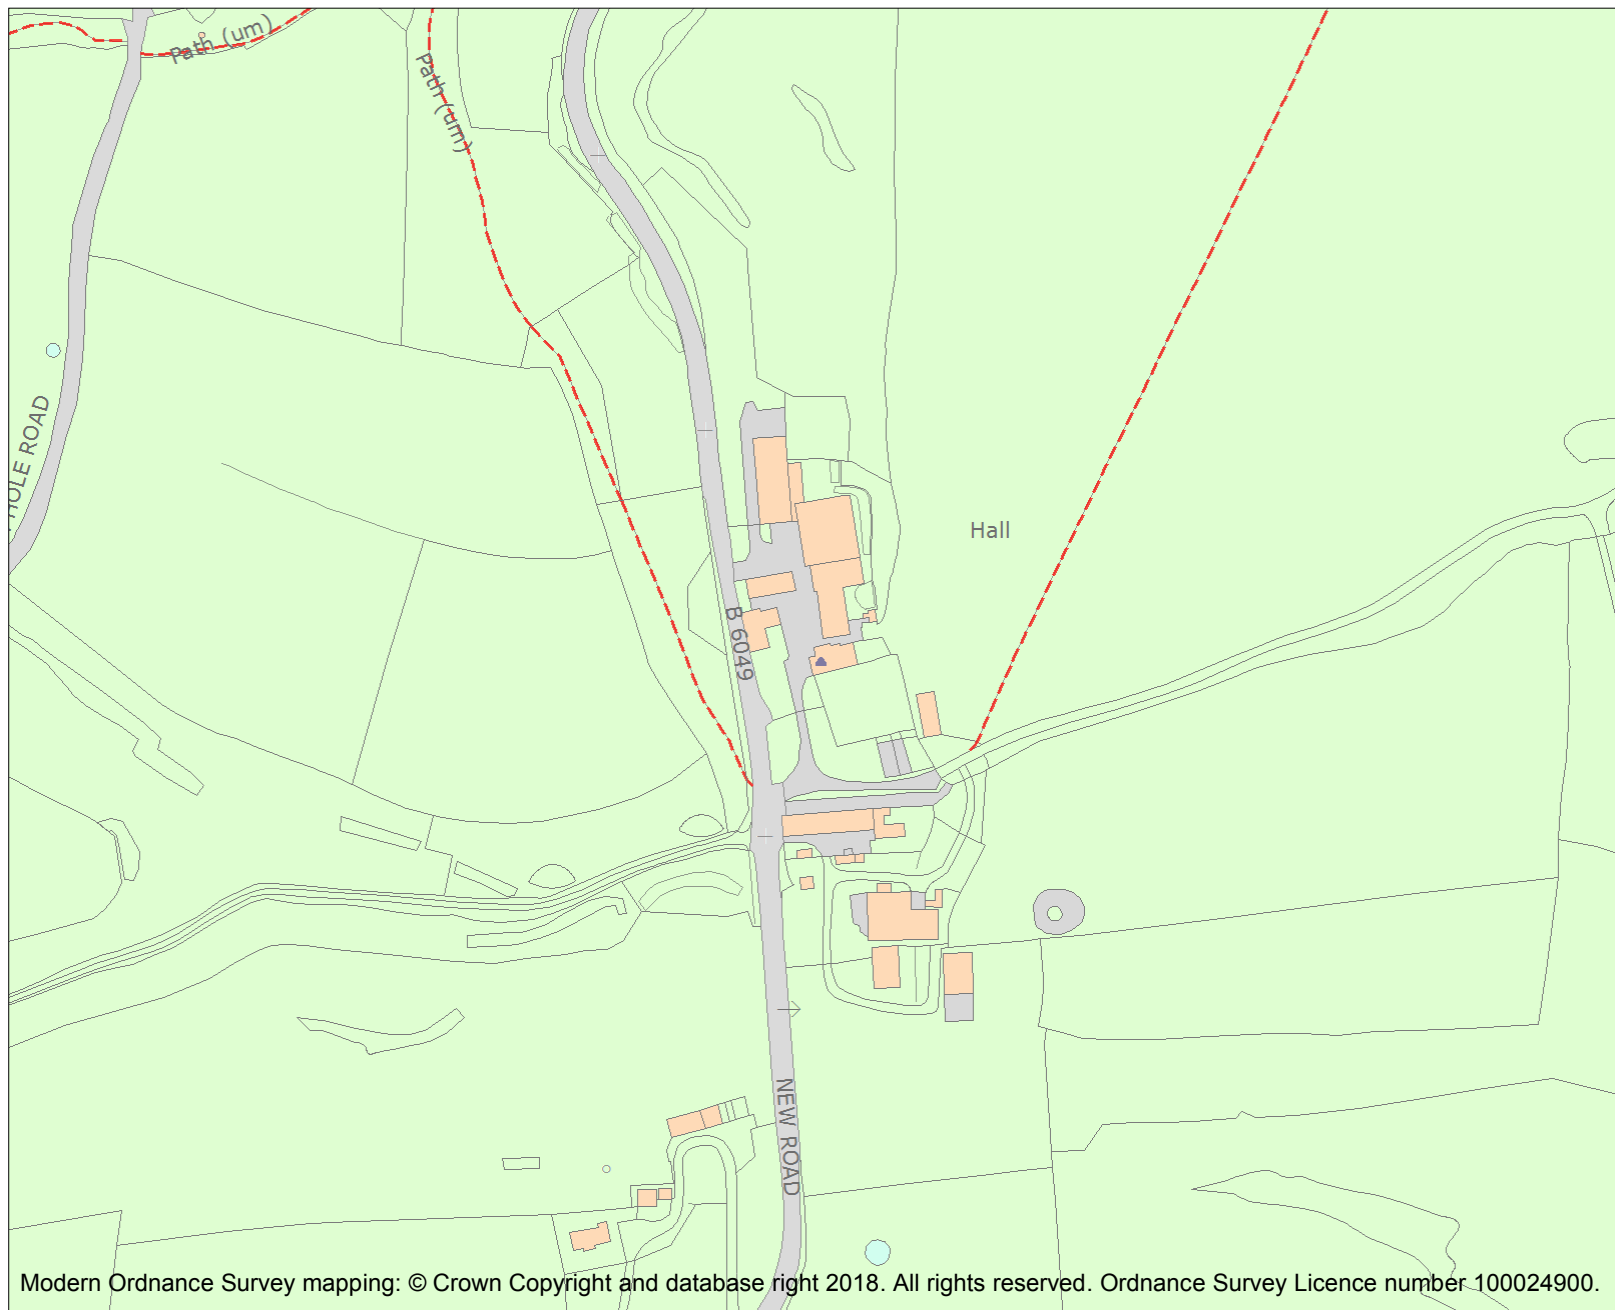 Path (um)
Path (um)
HOLE ROAD
Hall
B 6049
NEW ROAD
Modern Ordnance Survey mapping: © Crown Copyright and database right 2018. All rights reserved. Ordnance Survey Licence number 100024900.